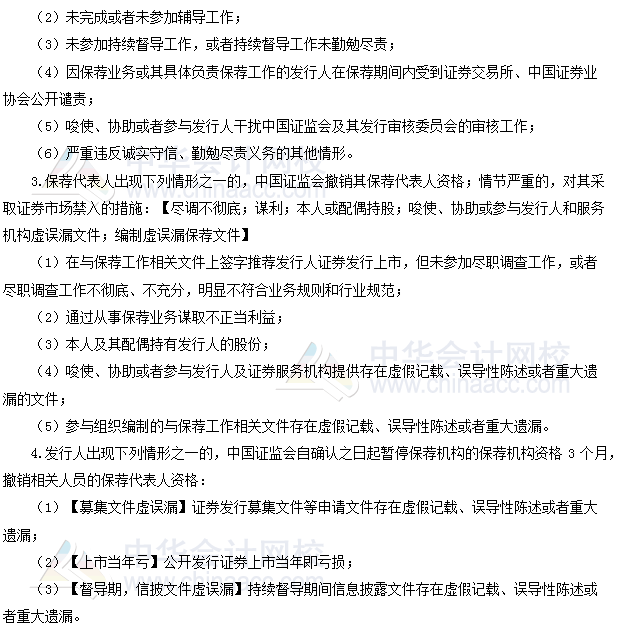 （2）未完成或者未参加辅导工作；
（3）未参加持续督导工作，或者持续督导工作未勤勉尽责；
（4）因保荐业务或其具体负责保荐工作的发行人在保荐期间内受到证券交易所、中国证券业
协会公开谴责；
（5）唆使、协助或者参与发行人干扰中国证监会及其发行审核委员会的审核工作；
（6）严重违反诚实守信、勤勉尽责义务的其他情形。
3.保荐代表人出现下列情形之一的，中国证监会撤销其保荐代表人资格；情节严重的，对其采
取证券市场禁入的措施：【尽调不彻底；谋利；本人或配偶持股；唆使、协助或参与发行人和服务
机构虚误漏文件；编制虚误漏保荐文件】
（1）在与保荐工作相关文件上签字推荐发行人证券发行上市，但未参加尽职调查工作，或者
尽职调查工作不彻底、不充分，明显不符合业务规则和行业规范；
（2）通过从事保荐业务谋取不正当利益；
（3）本人及其配偶持有发行人的股份；
（4）唆使、协助或者参与发行人及证券服务机构提供存在虚假记载、误导性陈述或者重大遗
漏的文件；
（5）参与组织编制的与保荐工作相关文件存在虚假记载、误导性陈述或者重大遗漏。
4.发行人出现下列情形之一的，中国证监会自确认之日起暂停保荐机构的保荐机构资格 3 个月，
撤销相关人员的保荐代表人资格：
（1）【募集文件虚误漏】证券发行募集文件等申请文件存在虚假记载、误导性陈述或者重大
遗漏；
（2）【上市当年亏】公开发行证券上市当年即亏损；
（3）【督导期，信披文件虚误漏】持续督导期间信息披露文件存在虚假记载、误导性陈述或
者重大遗漏。
中华会计网校
www.chinaacc.com
中华会计网校
www.chinaacc.com
中华会计网校
www.chinaacc.com